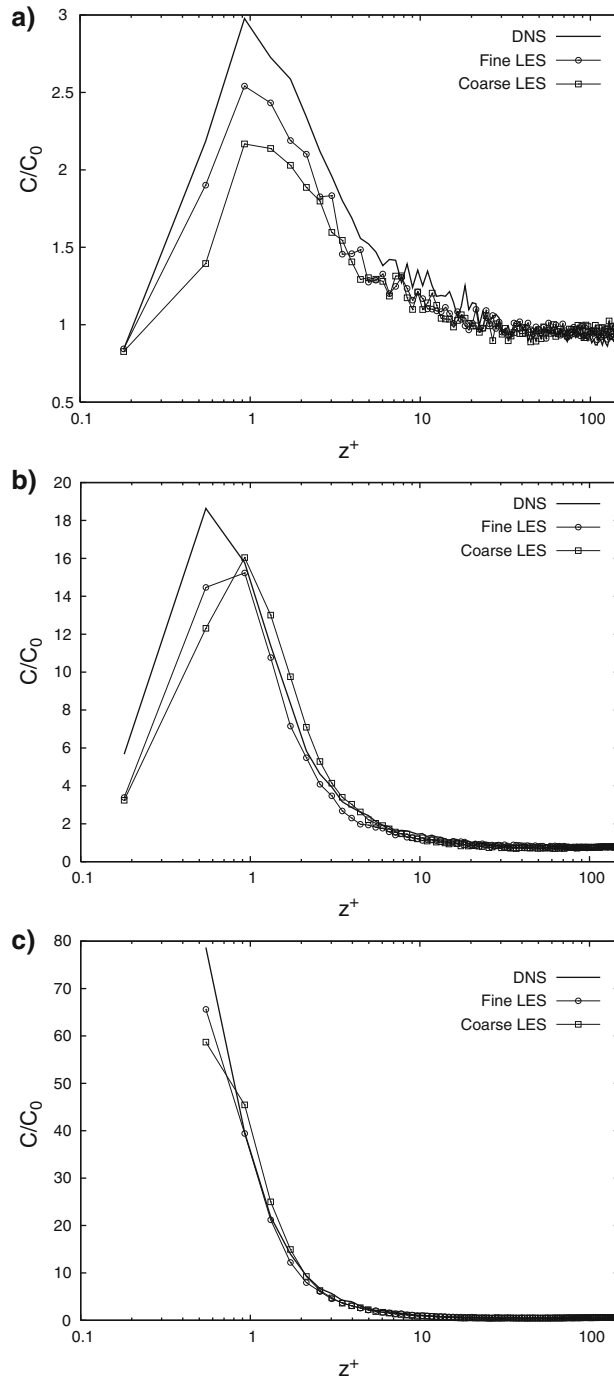 a)
3
2.5
2
1.5
1
0.5
C/C0
DNS
Fine LES
Coarse LES
0.1 1 10 100
z+
b)
20
18
16
14
12
10
8
6
4
2
0
C/C0
DNS
Fine LES
Coarse LES
0.1 1 10 100
z+
c)
80
70
60
50
40
30
20
10
0
C/C0
DNS
Fine LES
Coarse LES
0.1 1 10 100
z+